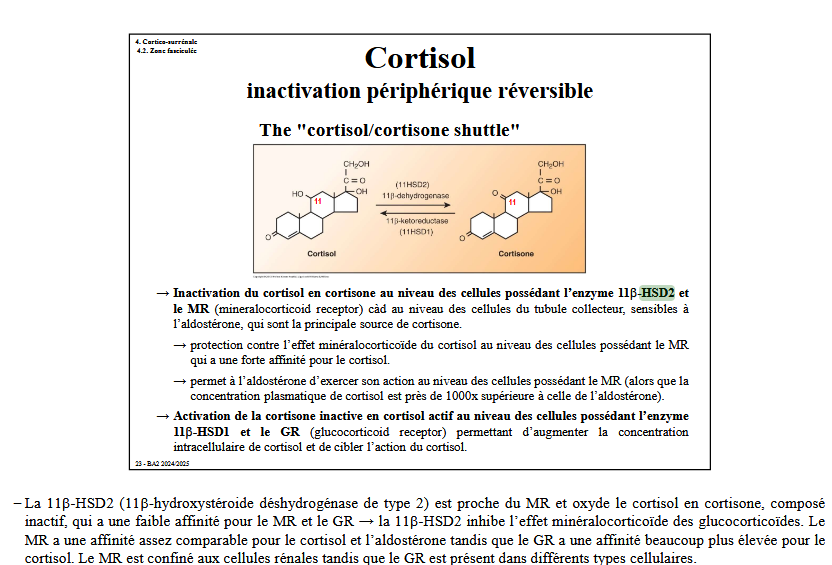 4. Cortico-surrénale
4.2. Zone fasciculée
Cortisol
inactivation périphérique réversible
The "cortisol/cortisone shuttle"
CH₂OH
C = O
OH
HO
11
O
Cortisol
(11HSD2)
11β-dehydrogenase
11β-ketoreductase
(11HSD1)
CH₂OH
C = O
OH
O
11
O
Cortisone
→ Inactivation du cortisol en cortisone au niveau des cellules possédant l’enzyme 11β-HSD2 et
le MR (mineralocorticoid receptor) càd au niveau des cellules du tubule collecteur, sensibles à
l’aldostérone, qui sont la principale source de cortisone.
→ protection contre l’effet minéralocorticoïde du cortisol au niveau des cellules possédant le MR
qui a une forte affinité pour le cortisol.
→ permet à l’aldostérone d’exercer son action au niveau des cellules possédant le MR (alors que la
concentration plasmatique de cortisol est près de 1000x supérieure à celle de l’aldostérone).
→ Activation de la cortisone inactive en cortisol actif au niveau des cellules possédant l’enzyme
11β-HSD1 et le GR (glucocorticoid receptor) permettant d’augmenter la concentration
intracellulaire de cortisol et de cibler l’action du cortisol.
23 - BA2 2024/2025
– La 11β-HSD2 (11β-hydroxystéroide déshydrogénase de type 2) est proche du MR et oxyde le cortisol en cortisone, composé
inactif, qui a une faible affinité pour le MR et le GR → la 11β-HSD2 inhibe l’effet minéralocorticoïde des glucocorticoïdes. Le
MR a une affinité assez comparable pour le cortisol et l’aldostérone tandis que le GR a une affinité beaucoup plus élevée pour le
cortisol. Le MR est confiné aux cellules rénales tandis que le GR est présent dans différents types cellulaires.